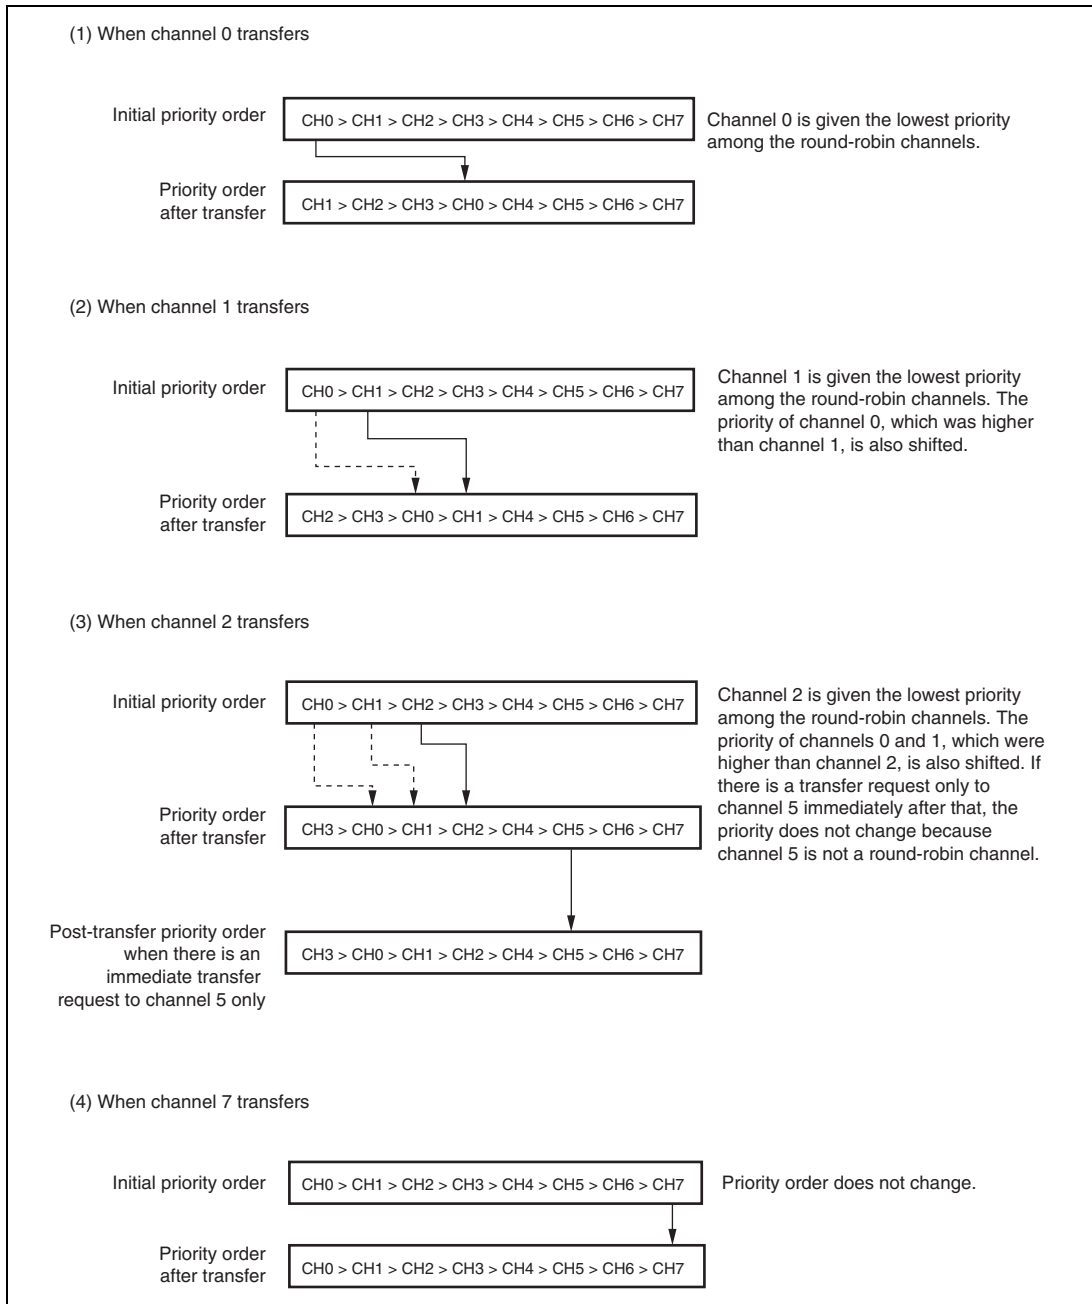 (1) When channel 0 transfers
Initial priority order
CH0 > CH1 > CH2 > CH3 > CH4 > CH5 > CH6 > CH7
Channel 0 is given the lowest priority
among the round-robin channels.
Priority order
after transfer
CH1 > CH2 > CH3 > CH0 > CH4 > CH5 > CH6 > CH7
(2) When channel 1 transfers
Initial priority order
CH0 > CH1 > CH2 > CH3 > CH4 > CH5 > CH6 > CH7
Channel 1 is given the lowest priority
among the round-robin channels. The
priority of channel 0, which was higher
than channel 1, is also shifted.
Priority order
after transfer
CH2 > CH3 > CH0 > CH1 > CH4 > CH5 > CH6 > CH7
(3) When channel 2 transfers
Initial priority order
CH0 > CH1 > CH2 > CH3 > CH4 > CH5 > CH6 > CH7
Channel 2 is given the lowest priority
among the round-robin channels. The
priority of channels 0 and 1, which were
higher than channel 2, is also shifted. If
there is a transfer request only to
channel 5 immediately after that, the
priority does not change because
channel 5 is not a round-robin channel.
Priority order
after transfer
CH3 > CH0 > CH1 > CH2 > CH4 > CH5 > CH6 > CH7
Post-transfer priority order
when there is an
immediate transfer
request to channel 5 only
CH3 > CH0 > CH1 > CH2 > CH4 > CH5 > CH6 > CH7
(4) When channel 7 transfers
Initial priority order
CH0 > CH1 > CH2 > CH3 > CH4 > CH5 > CH6 > CH7
Priority order does not change.
Priority order
after transfer
CH0 > CH1 > CH2 > CH3 > CH4 > CH5 > CH6 > CH7